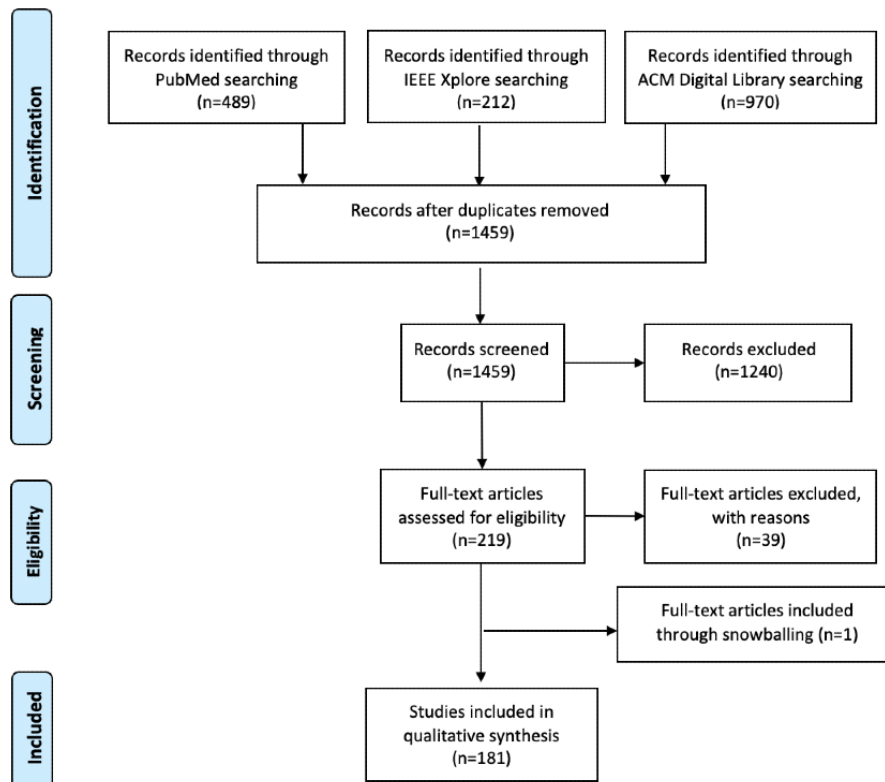 Identification
Records identified through
PubMed searching
(n=489)
Records identified through
IEEE Xplore searching
(n=212)
Records identified through
ACM Digital Library searching
(n=970)
Records after duplicates removed
(n=1459)
Screening
Records screened
(n=1459)
Records excluded
(n=1240)
Eligibility
Full-text articles
assessed for eligibility
(n=219)
Full-text articles excluded,
with reasons
(n=39)
Full-text articles included
through snowballing (n=1)
Included
Studies included in
qualitative synthesis
(n=181)